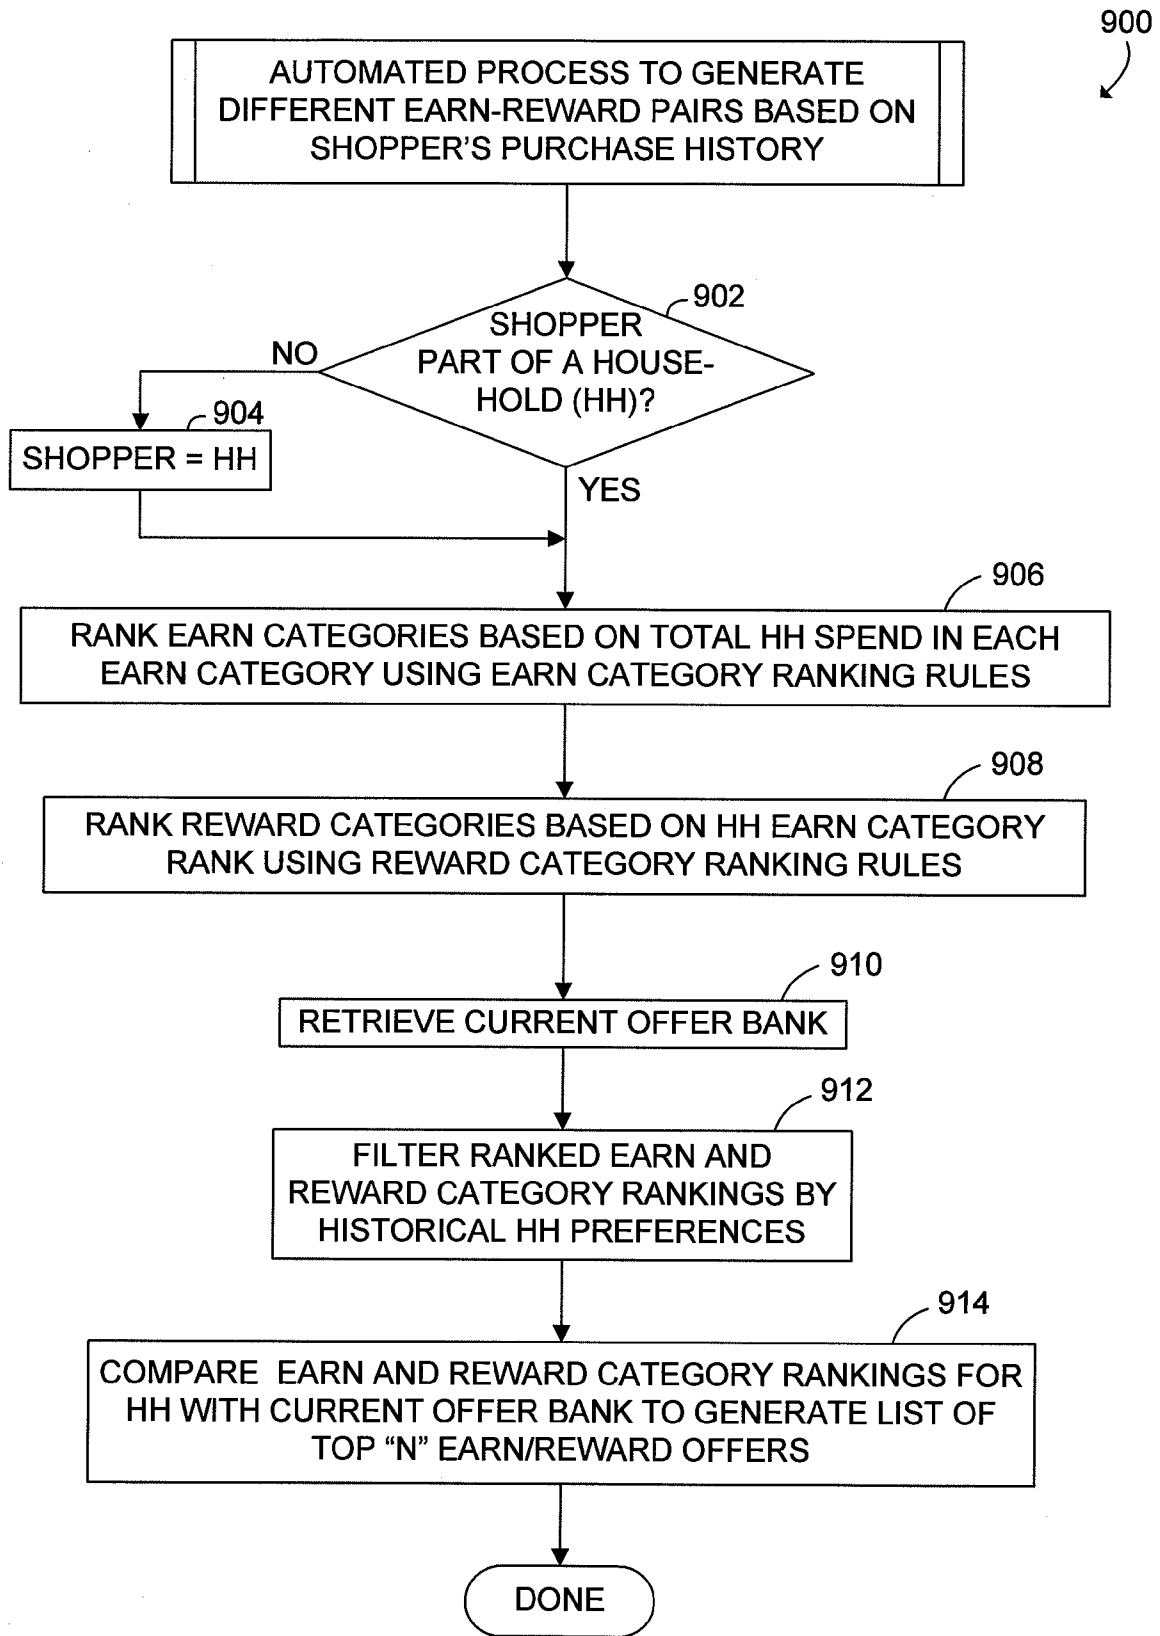 900
AUTOMATED PROCESS TO GENERATE
DIFFERENT EARN-REWARD PAIRS BASED ON
SHOPPER'S PURCHASE HISTORY
902
SHOPPER
PART OF A HOUSE-
HOLD (HH)?
NO
904
SHOPPER = HH
YES
906
RANK EARN CATEGORIES BASED ON TOTAL HH SPEND IN EACH
EARN CATEGORY USING EARN CATEGORY RANKING RULES
908
RANK REWARD CATEGORIES BASED ON HH EARN CATEGORY
RANK USING REWARD CATEGORY RANKING RULES
910
RETRIEVE CURRENT OFFER BANK
912
FILTER RANKED EARN AND
REWARD CATEGORY RANKINGS BY
HISTORICAL HH PREFERENCES
914
COMPARE EARN AND REWARD CATEGORY RANKINGS FOR
HH WITH CURRENT OFFER BANK TO GENERATE LIST OF
TOP “N” EARN/REWARD OFFERS
DONE